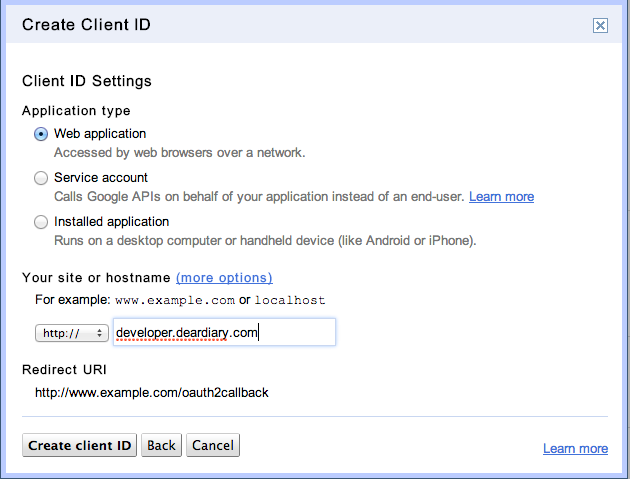 Create Client ID
Client ID Settings
Application type
Web application
Accessed by web browsers over a network.
Service account
Calls Google APIs on behalf of your application instead of an end-user. Learn more
Installed application
Runs on a desktop computer or handheld device (like Android or iPhone).
Your site or hostname (more options)
For example: www.example.com or localhost
http:// developer.deardiary.com
Redirect URI
http://www.example.com/oauth2callback
Create client ID Back Cancel Learn more